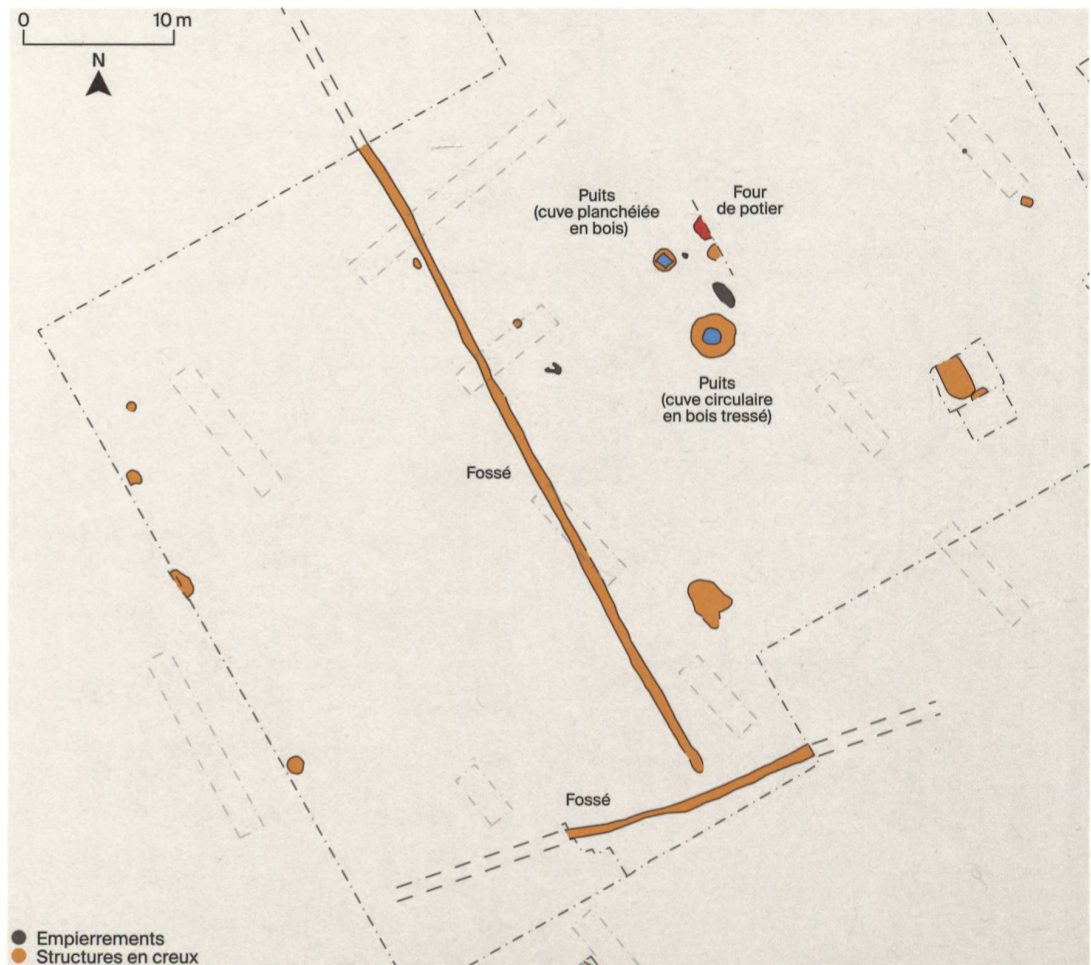 0 10 m
N
Puits
(cuve planchéiée
en bois)
Four
de potier
Puits
(cuve circulaire
en bois tressé)
Fossé
Fossé
Empierrements
Structures en creux